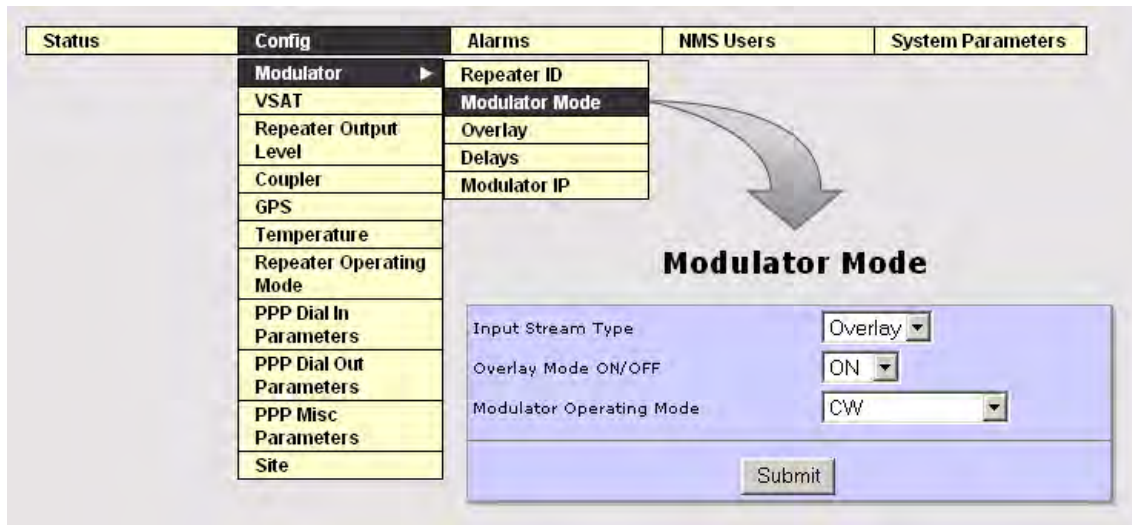 Status
Config
Alarms
NMS Users
System Parameters
Modulator
VSAT
Repeater Output
Level
Coupler
GPS
Temperature
Repeater Operating
Mode
PPP Dial In
Parameters
PPP Dial Out
Parameters
PPP Misc
Parameters
Site
Repeater ID
Modulator Mode
Overlay
Delays
Modulator IP
Modulator Mode
Input Stream Type Overlay
Overlay Mode ON/OFF ON
Modulator Operating Mode CW
Submit